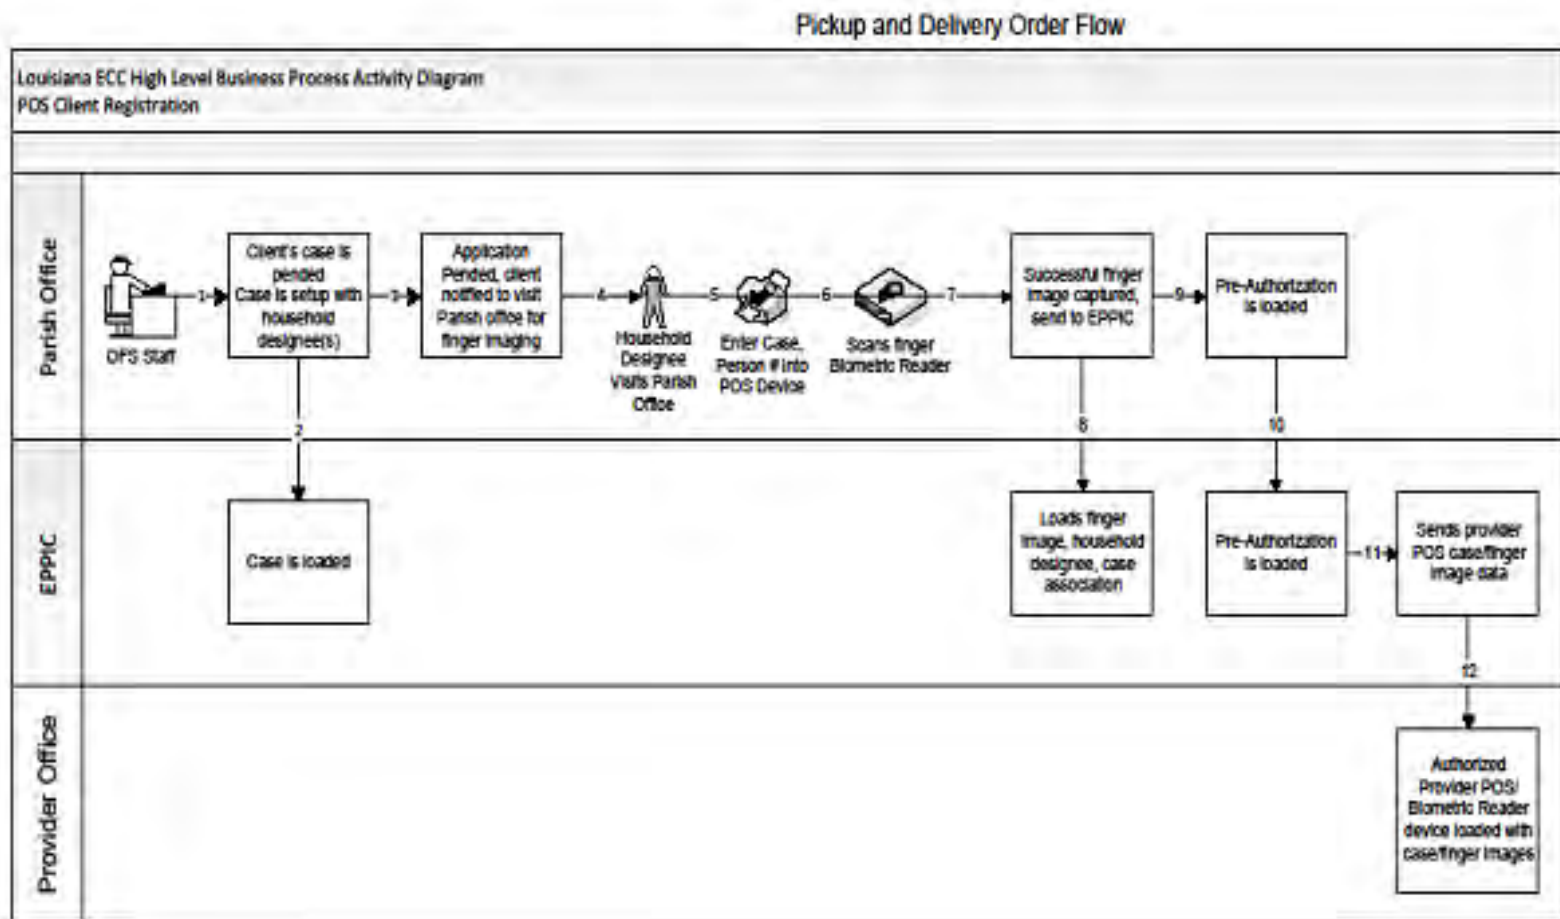 Pickup and Delivery Order Flow
Louisiana ECC High Level Business Process Activity Diagram
POS Client Registration
Parish Office
OFS Staff
1
Client's case is
pended
Case is setup with
household
designee(s)
3
Application
Pended, client
notified to visit
Parish office for
finger imaging
4
Household
Designee
Visits Parish
Office
5
Enter Case,
Person # into
POS Device
6
Scans finger
Biometric Reader
7
Successful finger
image captured,
send to EPPIC
9
Pre-Authorization
is loaded
2
8
10
EPPIC
Case is loaded
Loads finger
image, household
designee, case
association
Pre-Authorization
is loaded
11
Sends provider
POS case/finger
image data
12
Provider Office
Authorized
Provider POS/
Biometric Reader
device loaded with
case/finger images